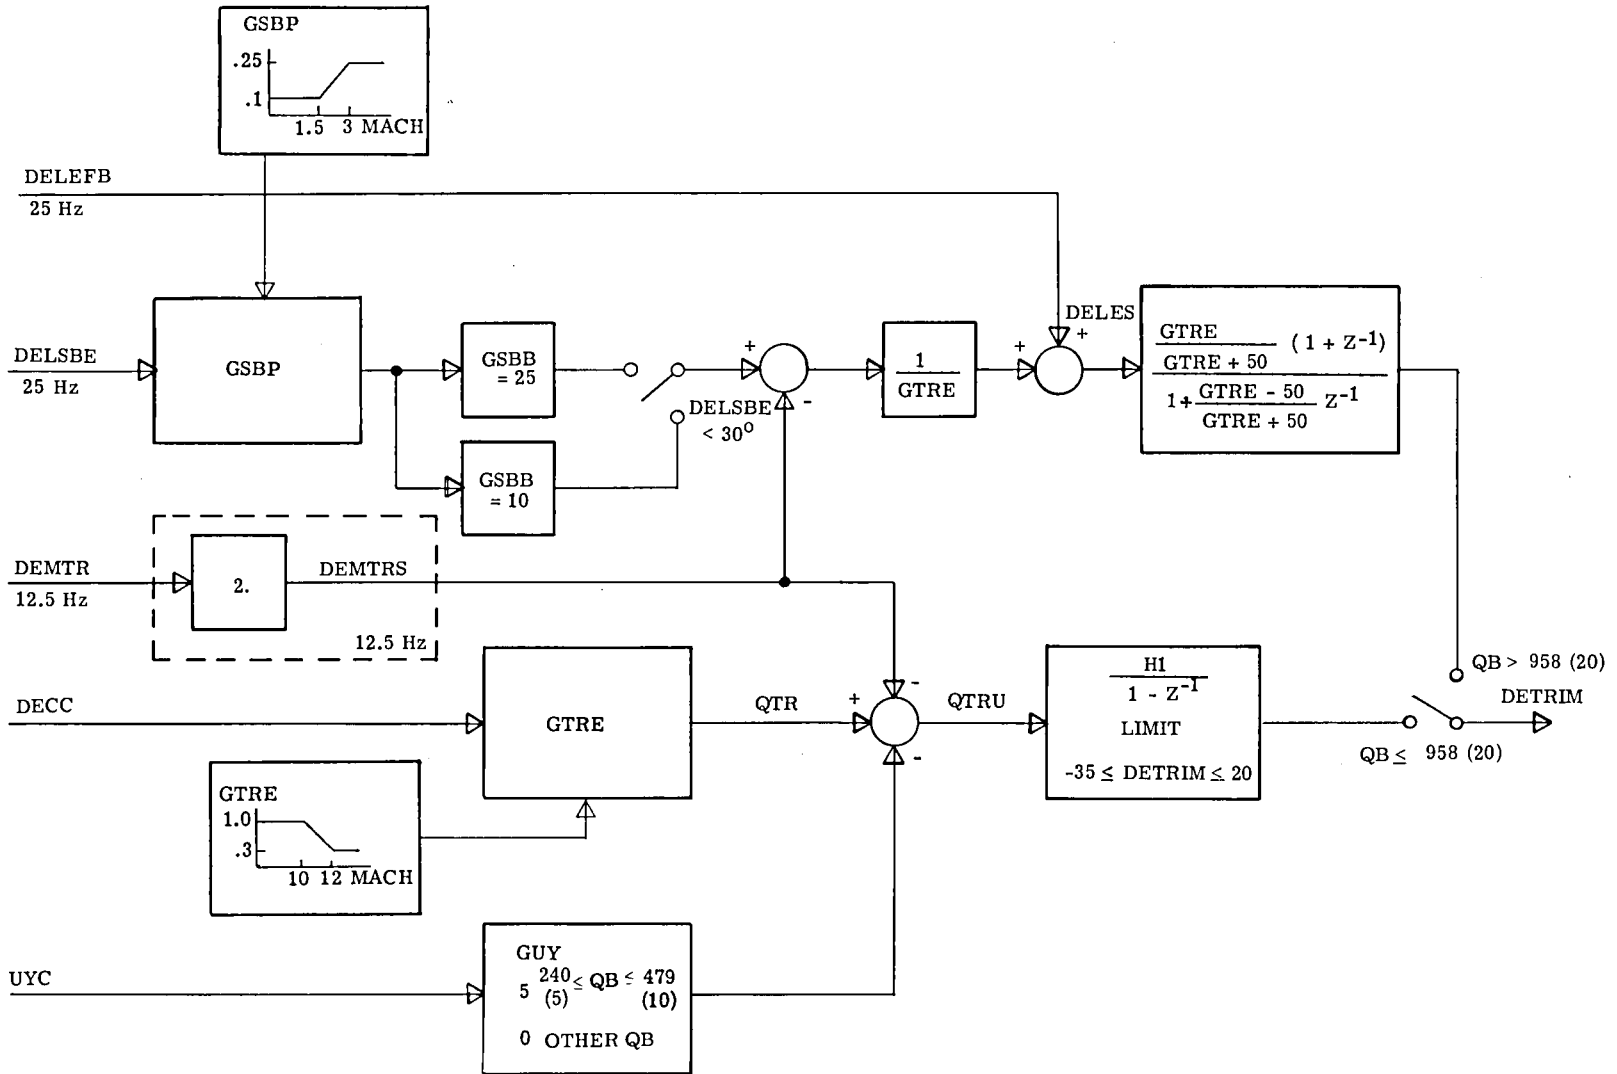 GSBP
.25
.1
1.5 3 MACH
DELEFB
25 Hz
DELSBE
25 Hz
GSBP
GSBB
= 25
GSBB
= 10
+
-
DELSBE
< 30°
1
GTRE
+
DELES
+
GTRE
GTRE + 50
(1 + Z⁻¹)
1 + GTRE - 50
GTRE + 50
Z⁻¹
DEMTR
12.5 Hz
2.
DEMTRS
12.5 Hz
DECC
GTRE
QTR
+
-
-
QTRU
H1
1 - Z⁻¹
LIMIT
-35 ≤ DETRIM ≤ 20
QB > 958 (20)
DETRIM
QB ≤ 958 (20)
GTRE
1.0
.3
10 12 MACH
UYC
GUY
5 240 ≤ QB ≤ 479
(5) (10)
0 OTHER QB